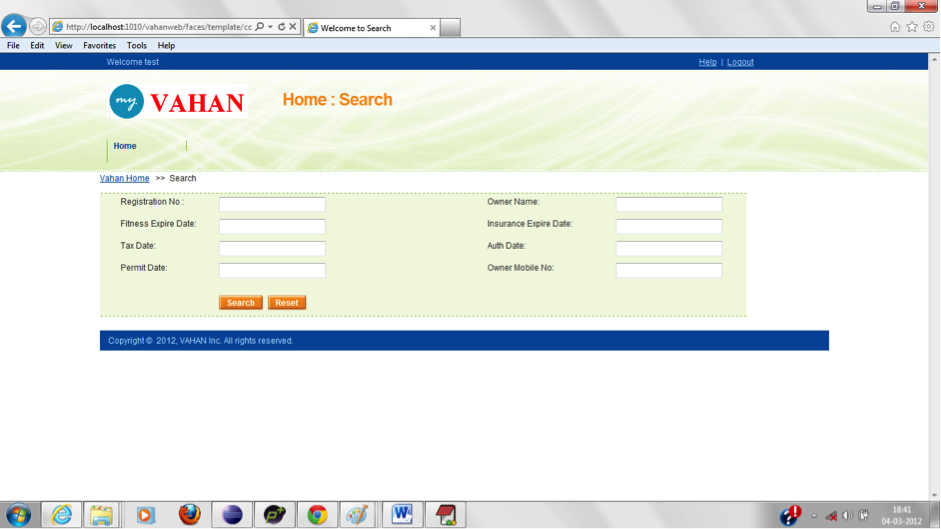 http://localhost:1010/vahanweb/faces/template/cc
Welcome to Search
File Edit View Favorites Tools Help
Welcome test
Help | Logout
my VAHAN
Home : Search
Home
Vahan Home >> Search
Registration No : Owner Name:
Fitness Expire Date: Insurance Expire Date:
Tax Date: Auth Date:
Permit Date: Owner Mobile No:
Search Reset
Copyright © 2012, VAHAN Inc. All rights reserved.
18:41
04-03-2012